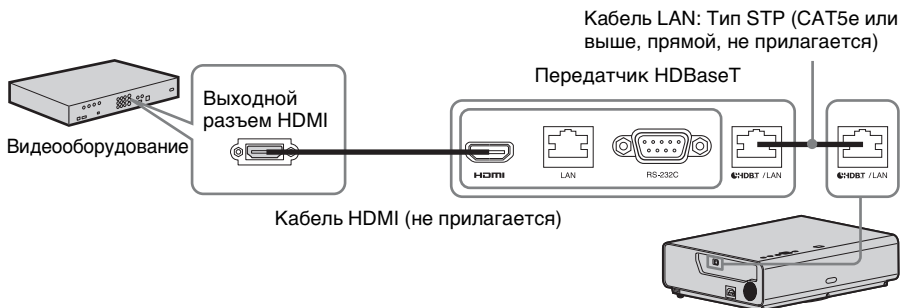 Кабель LAN: Тип STP (CAT5e или
выше, прямой, не прилагается)
Передатчик HDBaseT
Выходной
разъем HDMI
Видеооборудование
HDMI
LAN
RS-232C
HDBT / LAN
HDBT / LAN
Кабель HDMI (не прилагается)